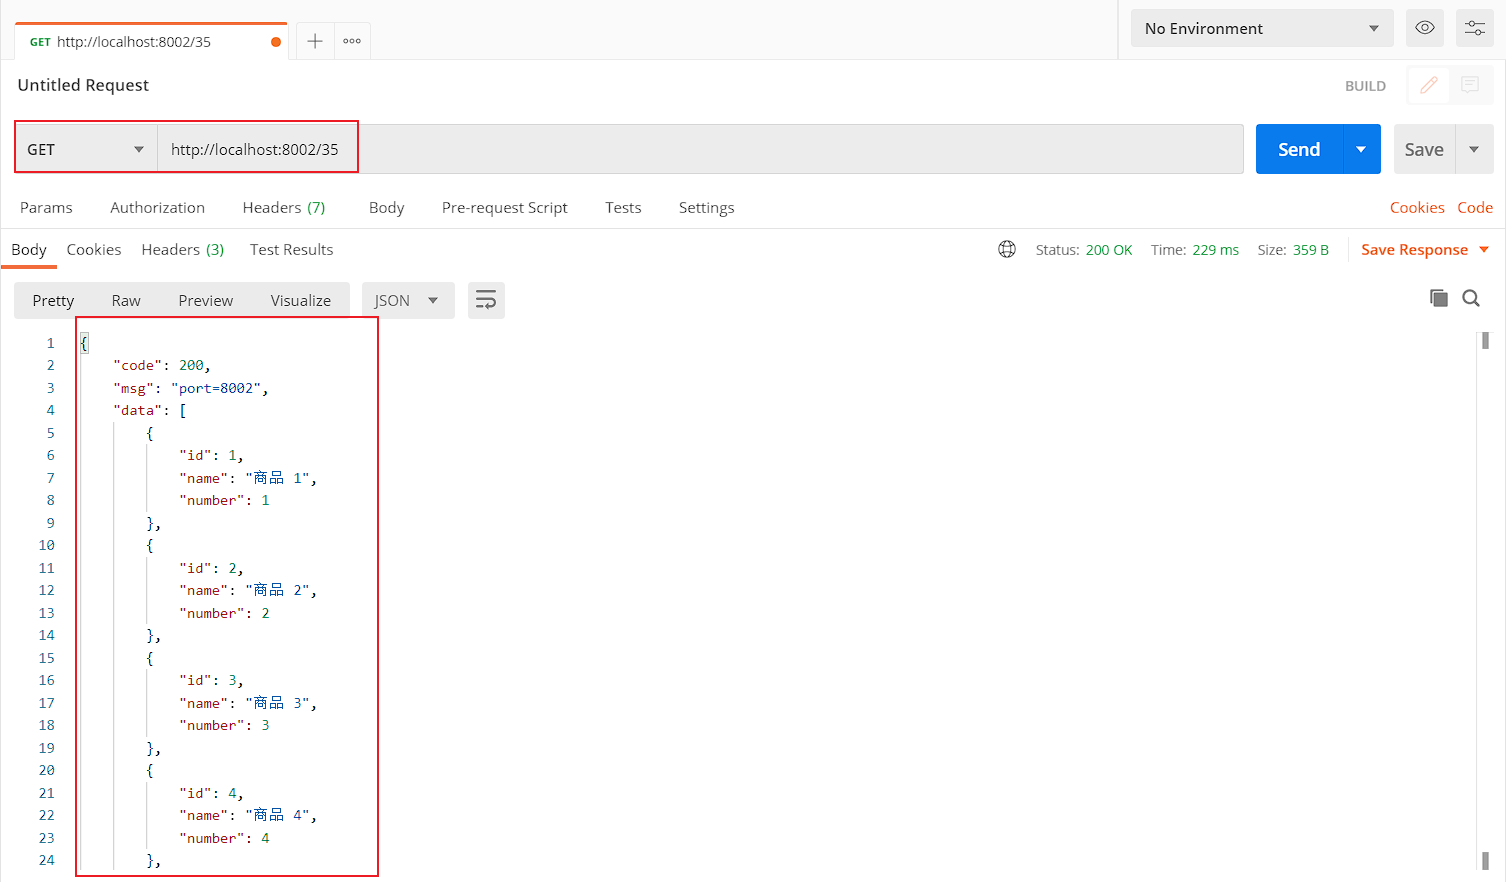 GET http://localhost:8002/35
No Environment
Untitled Request
BUILD
GET http://localhost:8002/35 Send Save
Params Authorization Headers (7) Body Pre-request Script Tests Settings Cookies Code
Body Cookies Headers (3) Test Results Status: 200 OK Time: 229 ms Size: 359 B Save Response
Pretty Raw Preview Visualize JSON
1 {
2 "code": 200,
3 "msg": "port=8002",
4 "data": [
5 {
6 "id": 1,
7 "name": "商品 1",
8 "number": 1
9 },
10 {
11 "id": 2,
12 "name": "商品 2",
13 "number": 2
14 },
15 {
16 "id": 3,
17 "name": "商品 3",
18 "number": 3
19 },
20 {
21 "id": 4,
22 "name": "商品 4",
23 "number": 4
24 },